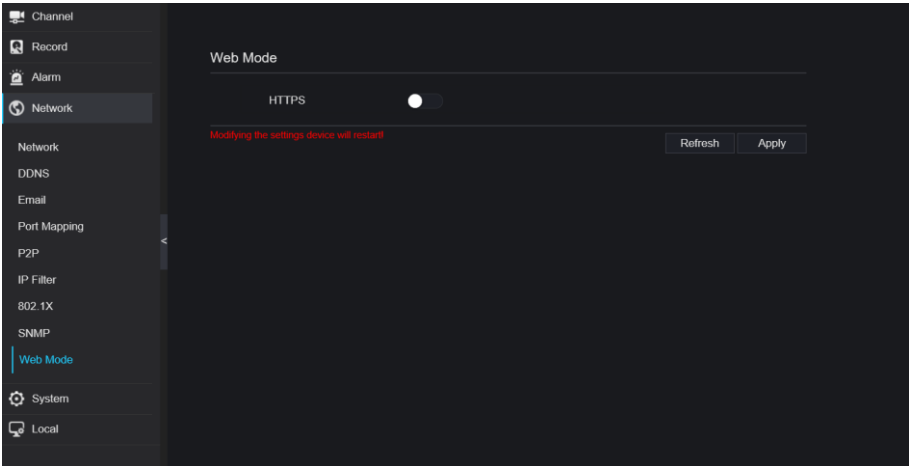 Channel
Record
Alarm
Network
Network
DDNS
Email
Port Mapping
P2P
IP Filter
802.1X
SNMP
Web Mode
System
Local
<
Web Mode
HTTPS
Modifying the settings device will restart!!
Refresh
Apply